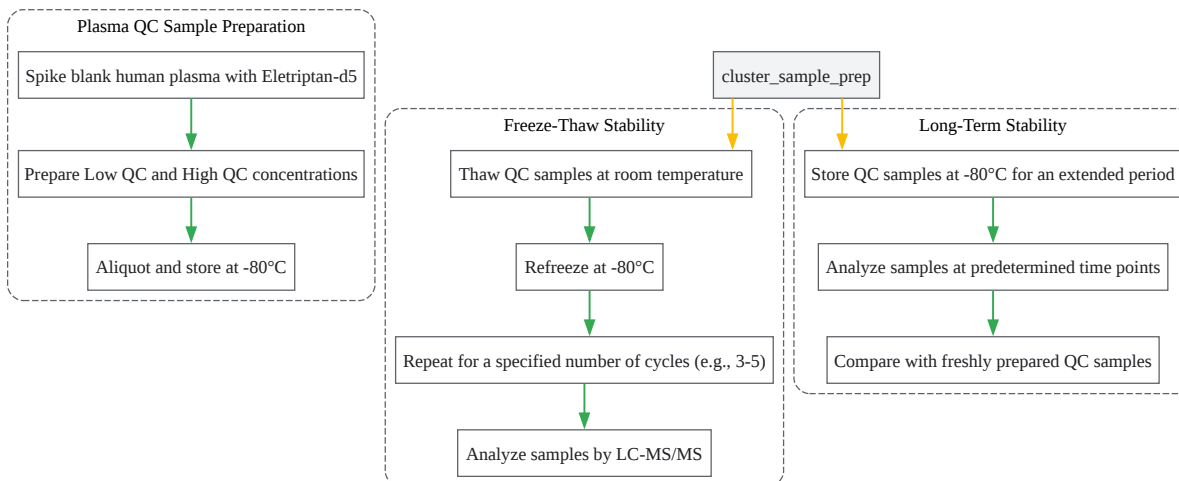 Plasma QC Sample Preparation
Spike blank human plasma with Eletriptan-d5
Prepare Low QC and High QC concentrations
Aliquot and store at -80°C
cluster_sample_prep
Freeze-Thaw Stability
Thaw QC samples at room temperature
Refreeze at -80°C
Repeat for a specified number of cycles (e.g., 3-5)
Analyze samples by LC-MS/MS
Long-Term Stability
Store QC samples at -80°C for an extended period
Analyze samples at predetermined time points
Compare with freshly prepared QC samples